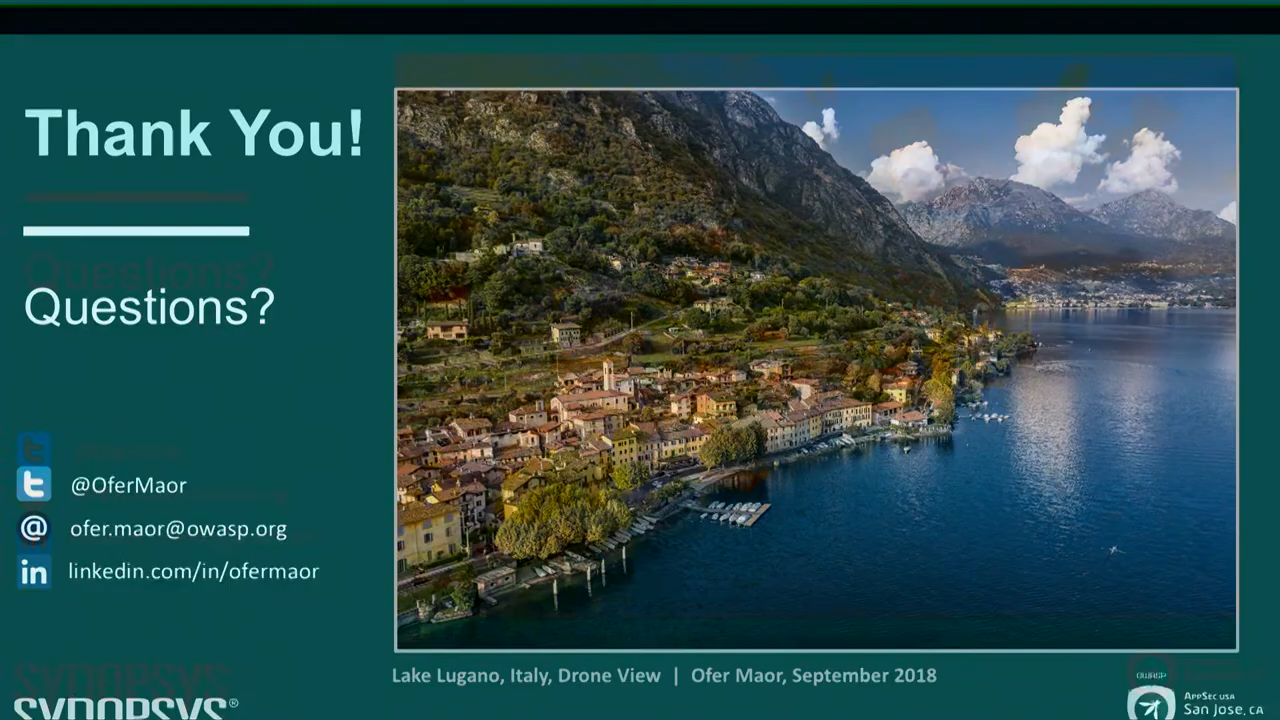 Thank You!
Questions?
@OferMaor
ofer.maor@owasp.org
linkedin.com/in/ofermaor
Lake Lugano, Italy, Drone View | Ofer Maor, September 2018
SYNOPSYS®
OWASP
AppSec USA
San Jose, CA